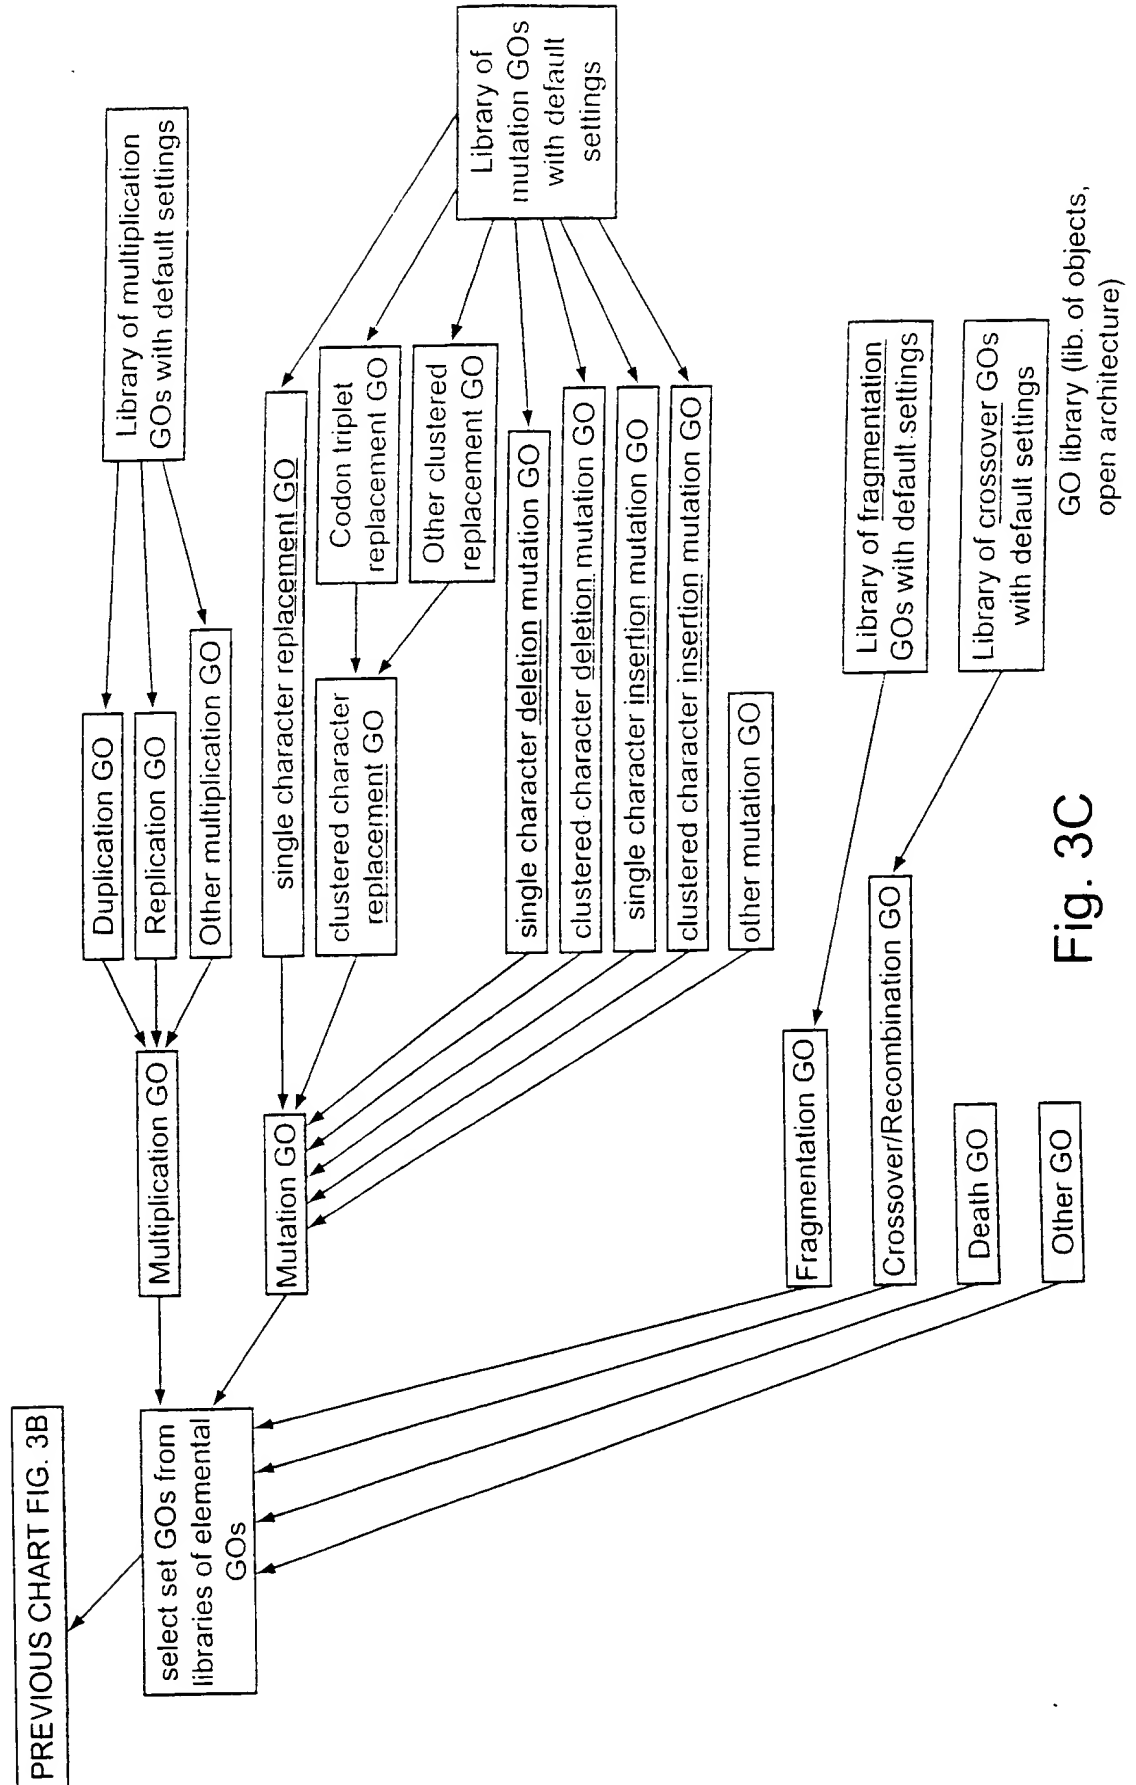 PREVIOUS CHART FIG. 3B
select set GOs from
libraries of elemental
GOs
Multiplication GO
Mutation GO
Fragmentation GO
Crossover/Recombination GO
Death GO
Other GO
Duplication GO
Replication GO
Other multiplication GO
single character replacement GO
clustered character
replacement GO
Codon triplet
replacement GO
Other clustered
replacement GO
single character deletion mutation GO
clustered character deletion mutation GO
single character insertion mutation GO
clustered character insertion mutation GO
other mutation GO
Library of multiplication
GOs with default settings
Library of
mutation GOs
with default
settings
Library of fragmentation
GOs with default settings
Library of crossover GOs
with default settings
GO library (lib. of objects,
open architecture)
Fig. 3C